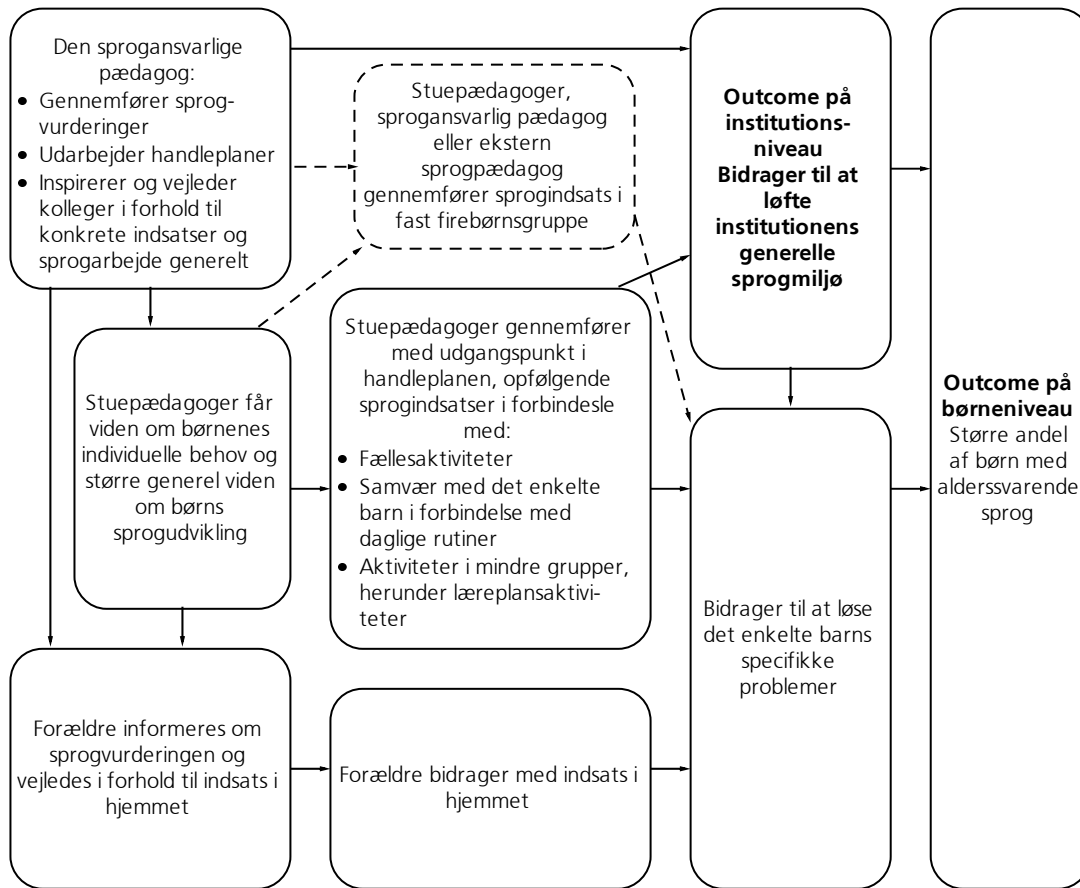 Den sprogansvarlige
pædagog:
• Gennemfører sprog-
vurderinger
• Udarbejder handleplaner
• Inspirerer og vejleder
kolleger i forhold til
konkrete indsatser og
sprogarbejde generelt
Stuepædagoger,
sprogansvarlig pædagog
eller ekstern
sprogpædagog
gennemfører sprogindsats i
fast firebørnsgruppe
Outcome på
institutions-
niveau
Bidrager til at
løfte
institutionens
generelle
sprogmiljø
Stuepædagoger får
viden om børnenes
individuelle behov og
større generel viden
om børns
sprogudvikling
Stuepædagoger gennemfører
med udgangspunkt i
handleplanen, opfølgende
sprogindsatser i forbindesle
med:
• Fællesaktiviteter
• Samvær med det enkelte
barn i forbindelse med
daglige rutiner
• Aktiviteter i mindre grupper,
herunder læreplansaktivi-
teter
Outcome på
børneniveau
Større andel
af børn med
alderssvarende
sprog
Bidrager til at løse
det enkelte barns
specifikke
problemer
Forældre informeres om
sprogvurderingen og
vejledes i forhold til indsats i
hjemmet
Forældre bidrager med indsats i
hjemmet